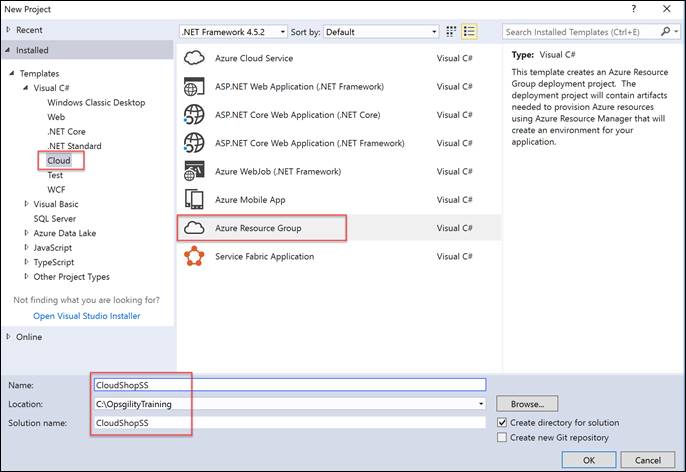 New Project
?
Recent
.NET Framework 4.5.2
Sort by:
Default
Search Installed Templates (Ctrl+E)
Installed
Templates
Visual C#
Windows Classic Desktop
Web
.NET Core
.NET Standard
Cloud
Test
WCF
Visual Basic
SQL Server
Azure Data Lake
JavaScript
TypeScript
Other Project Types
Not finding what you are looking for?
Open Visual Studio Installer
Online
Azure Cloud Service Visual C#
ASP.NET Web Application (.NET Framework) Visual C#
ASP.NET Core Web Application (.NET Core) Visual C#
ASP.NET Core Web Application (.NET Framework) Visual C#
Azure WebJob (.NET Framework) Visual C#
Azure Mobile App Visual C#
Azure Resource Group Visual C#
Service Fabric Application Visual C#
Type: Visual C#
This template creates an Azure Resource
Group deployment project. The
deployment project will contain artifacts
needed to provision Azure resources
using Azure Resource Manager that will
create an environment for your
application.
Name: CloudShopSS
Location: C:\OpsgilityTraining
Browse...
Solution name: CloudShopSS
Create directory for solution
Create new Git repository
OK
Cancel